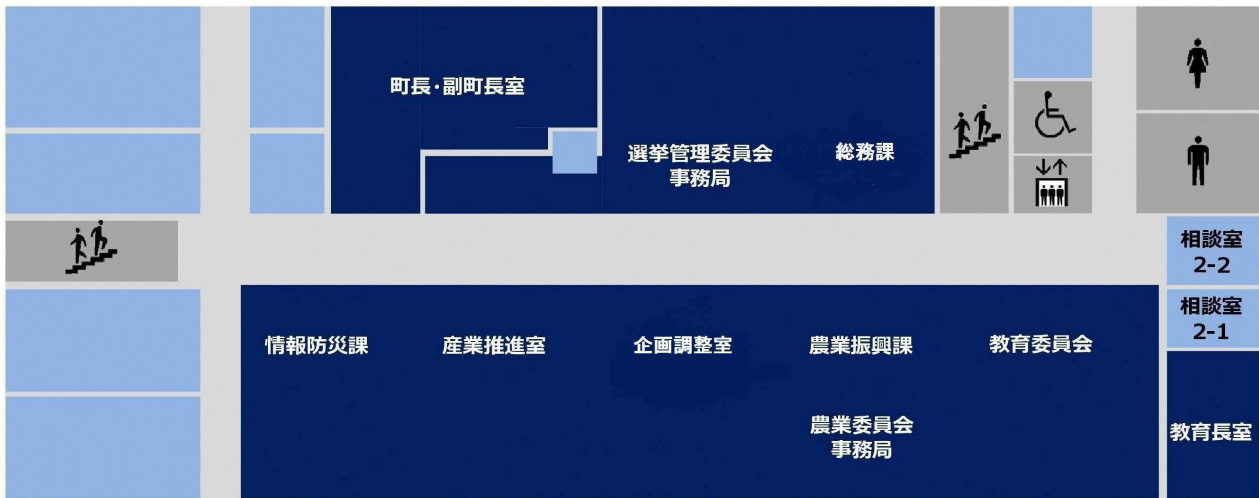 町長・副町長室
選挙管理委員会
事務局
総務課
相談室
2-2
相談室
2-1
情報防災課
産業推進室
企画調整室
農業振興課
教育委員会
農業委員会
事務局
教育長室